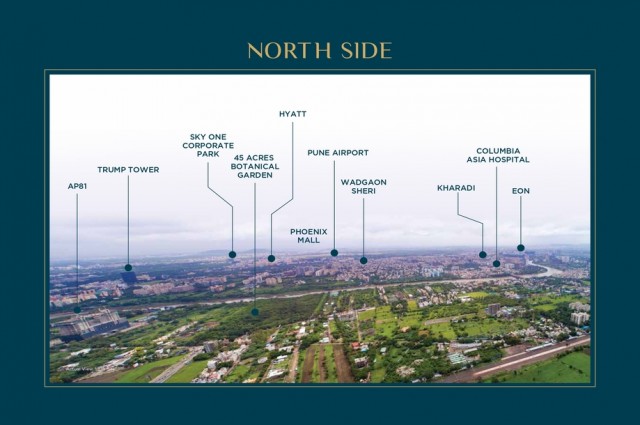 NORTH SIDE
HYATT
SKY ONE
CORPORATE
PARK
45 ACRES
BOTANICAL
GARDEN
PUNE AIRPORT
COLUMBIA
ASIA HOSPITAL
TRUMP TOWER
AP81
WADGAON
SHERI
KHARADI
EON
PHOENIX
MALL